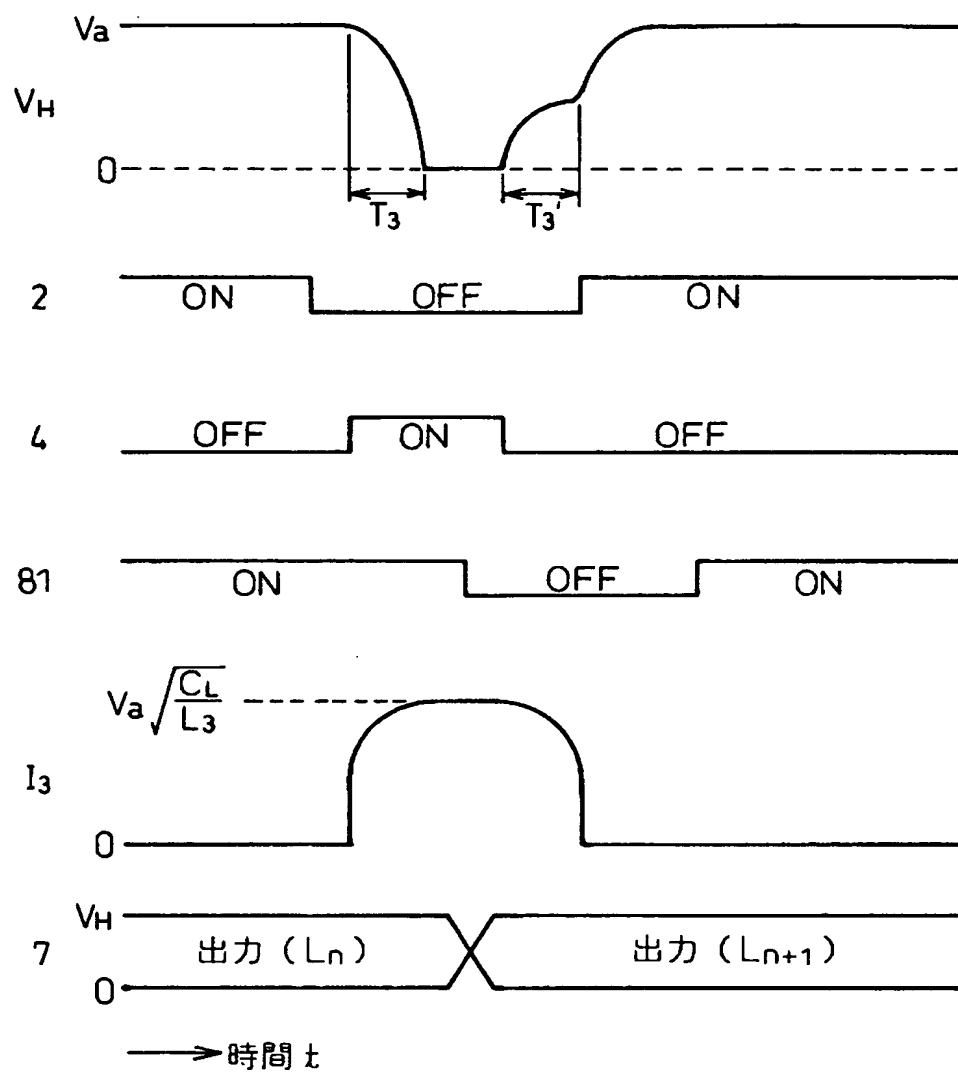 Va
VH
0
T3 T3'
2 ON OFF ON
4 OFF ON OFF
81 ON OFF ON
Va√CL/L3
I3
0
VH
7 出力(Ln) 出力(Ln+1)
0
時間 t